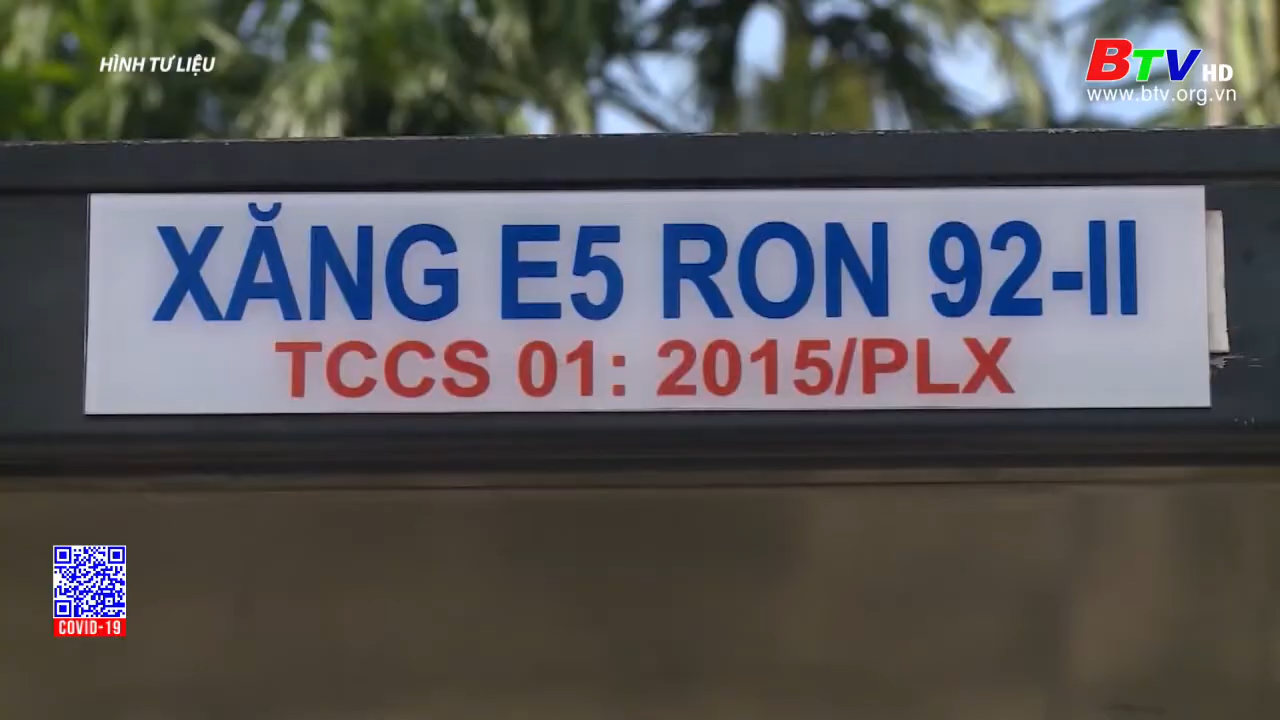 HÌNH TƯ LIỆU
BTV HD
www.btv.org.vn
XĂNG E5 RON 92-II
TCCS 01: 2015/PLX
COVID-19